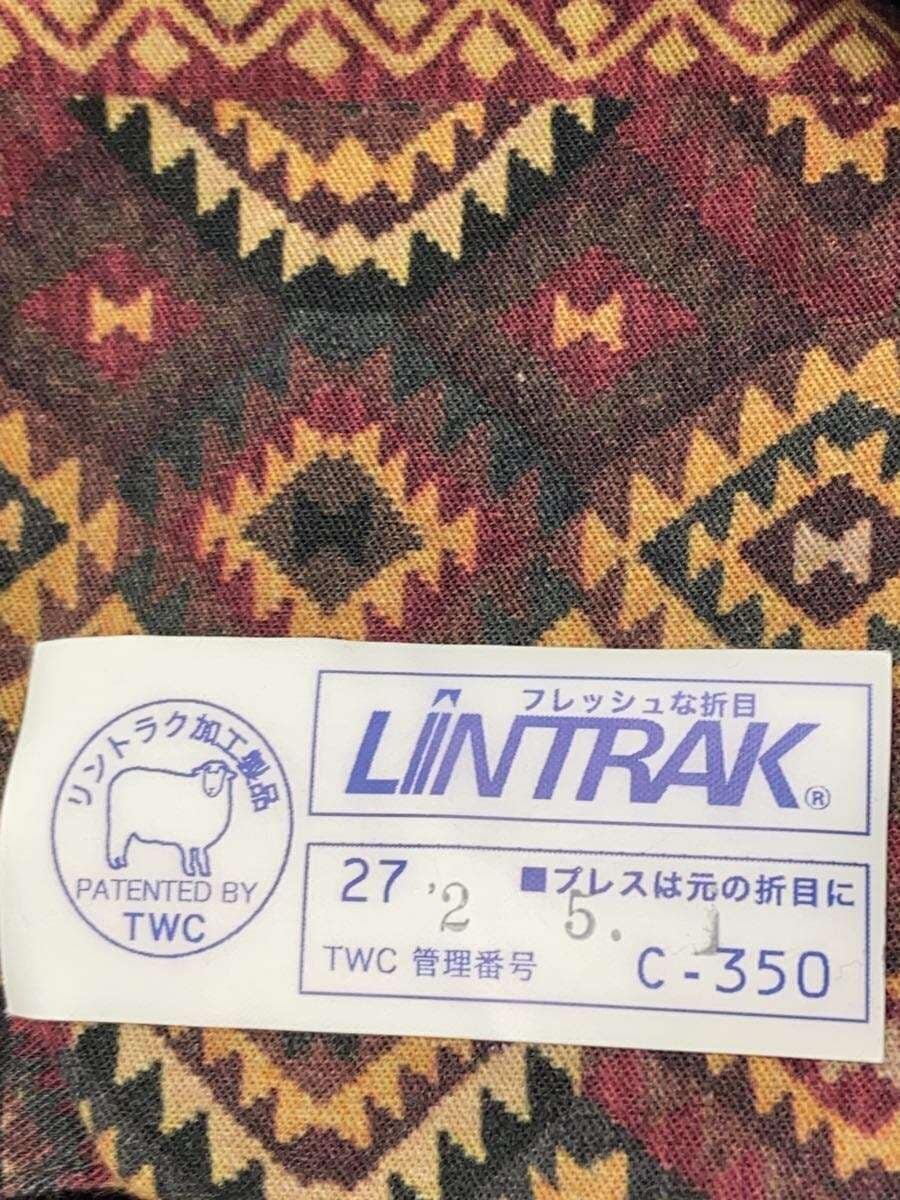 リントラク加工製品
PATENTED BY
TWC
フレッシュな折目
LINTRAK®
27 ■プレスは元の折目に
'2 5. 1
TWC 管理番号 C-350